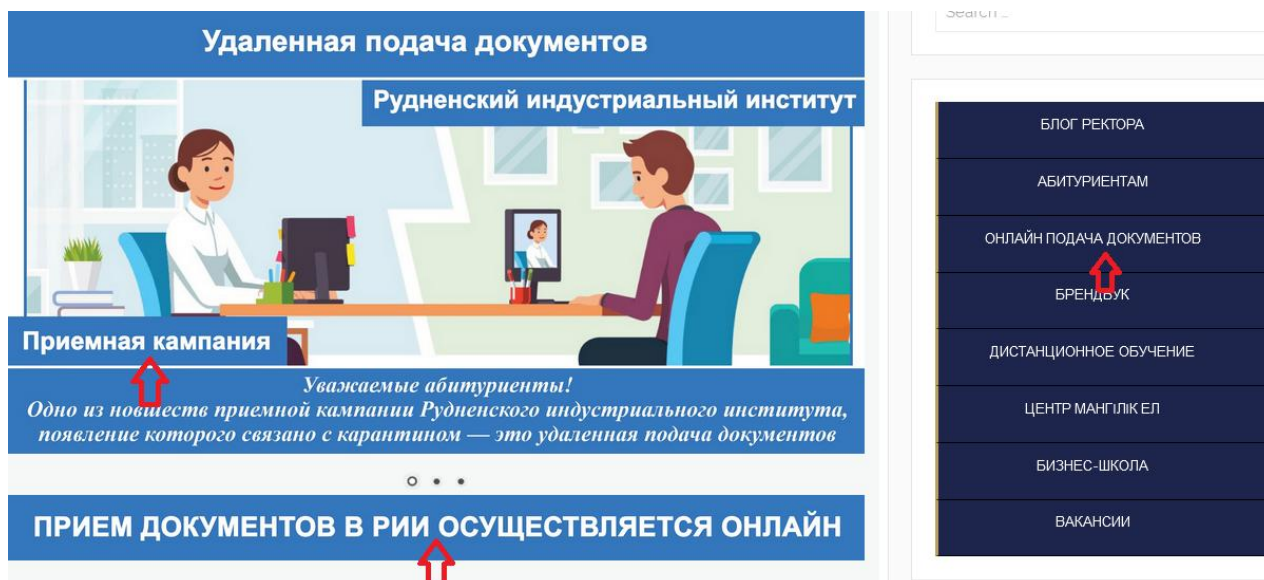 Search ...
Удаленная подача документов
Рудненский индустриальный институт
Приемная кампания
Уважаемые абитуриенты!
Одно из новшеств приемной кампании Рудненского индустриального института,
появление которого связано с карантином — это удаленная подача документов
ПРИЕМ ДОКУМЕНТОВ В РИИ ОСУЩЕСТВЛЯЕТСЯ ОНЛАЙН
БЛОГ РЕКТОРА
АБИТУРИЕНТАМ
ОНЛАЙН ПОДАЧА ДОКУМЕНТОВ
БРЕНДБУК
ДИСТАНЦИОННОЕ ОБУЧЕНИЕ
ЦЕНТР МАНГІЛІК ЕЛ
БИЗНЕС-ШКОЛА
ВАКАНСИИ